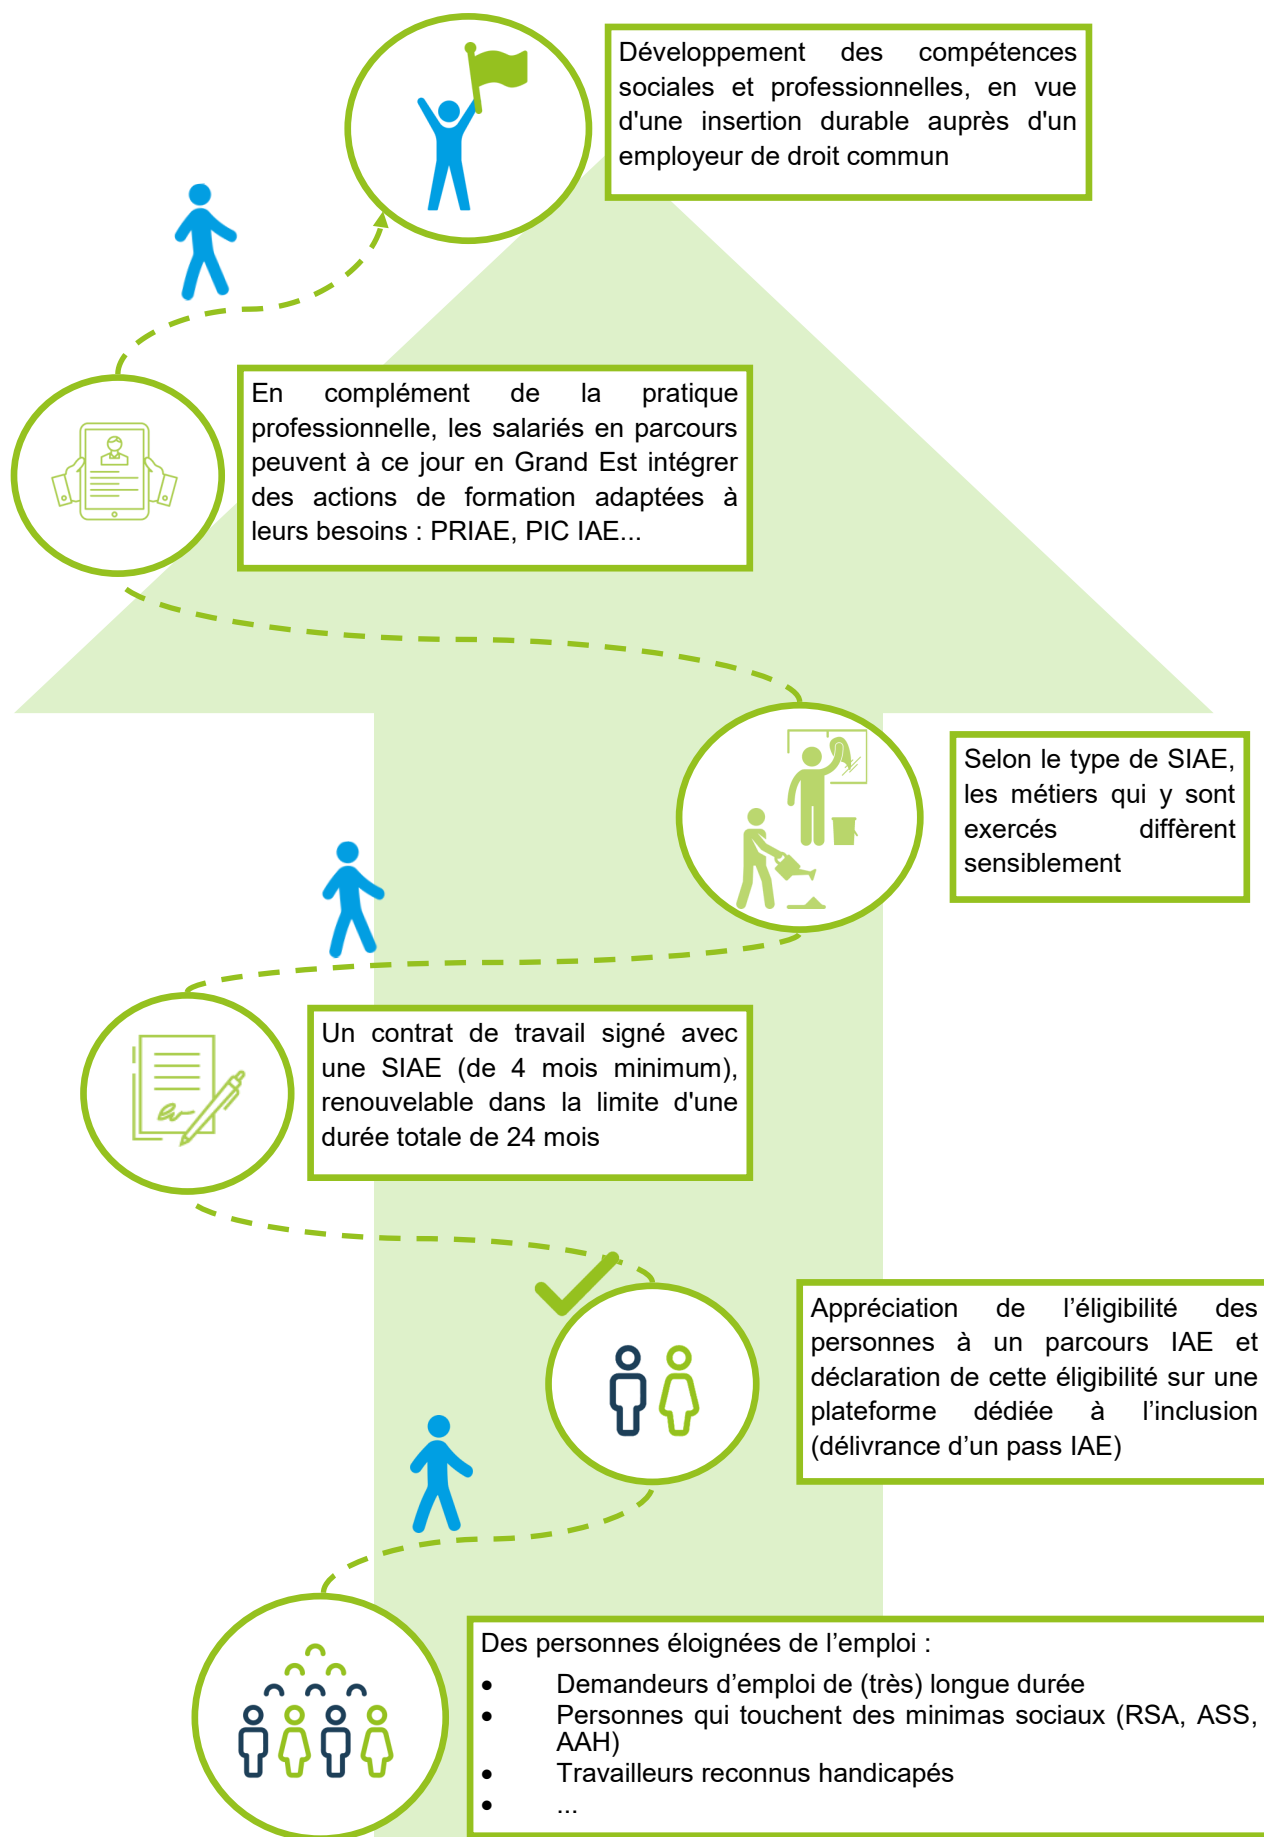 Développement des compétences
sociales et professionnelles, en vue
d'une insertion durable auprès d'un
employeur de droit commun
En complément de la pratique
professionnelle, les salariés en parcours
peuvent à ce jour en Grand Est intégrer
des actions de formation adaptées à
leurs besoins : PRIAE, PIC IAE...
Selon le type de SIAE,
les métiers qui y sont
exercés diffèrent
sensiblement
Un contrat de travail signé avec
une SIAE (de 4 mois minimum),
renouvelable dans la limite d'une
durée totale de 24 mois
Appréciation de l’éligibilité des
personnes à un parcours IAE et
déclaration de cette éligibilité sur une
plateforme dédiée à l’inclusion
(délivrance d’un pass IAE)
Des personnes éloignées de l’emploi :
• Demandeurs d’emploi de (très) longue durée
• Personnes qui touchent des minimas sociaux (RSA, ASS,
AAH)
• Travailleurs reconnus handicapés
• ...